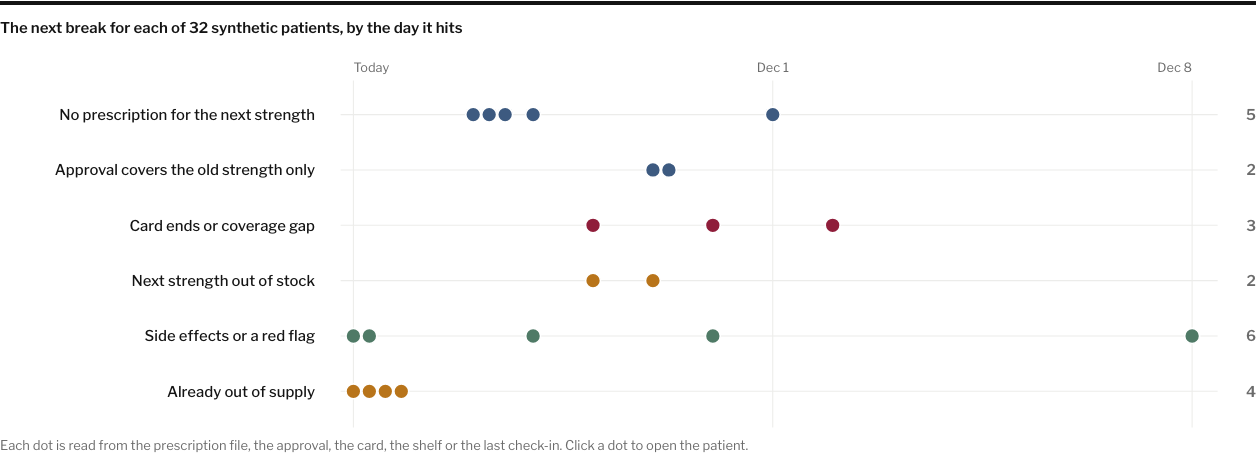 The next break for each of 32 synthetic patients, by the day it hits
Today Dec 1 Dec 8
No prescription for the next strength 5
Approval covers the old strength only 2
Card ends or coverage gap 3
Next strength out of stock 2
Side effects or a red flag 6
Already out of supply 4
Each dot is read from the prescription file, the approval, the card, the shelf or the last check-in. Click a dot to open the patient.